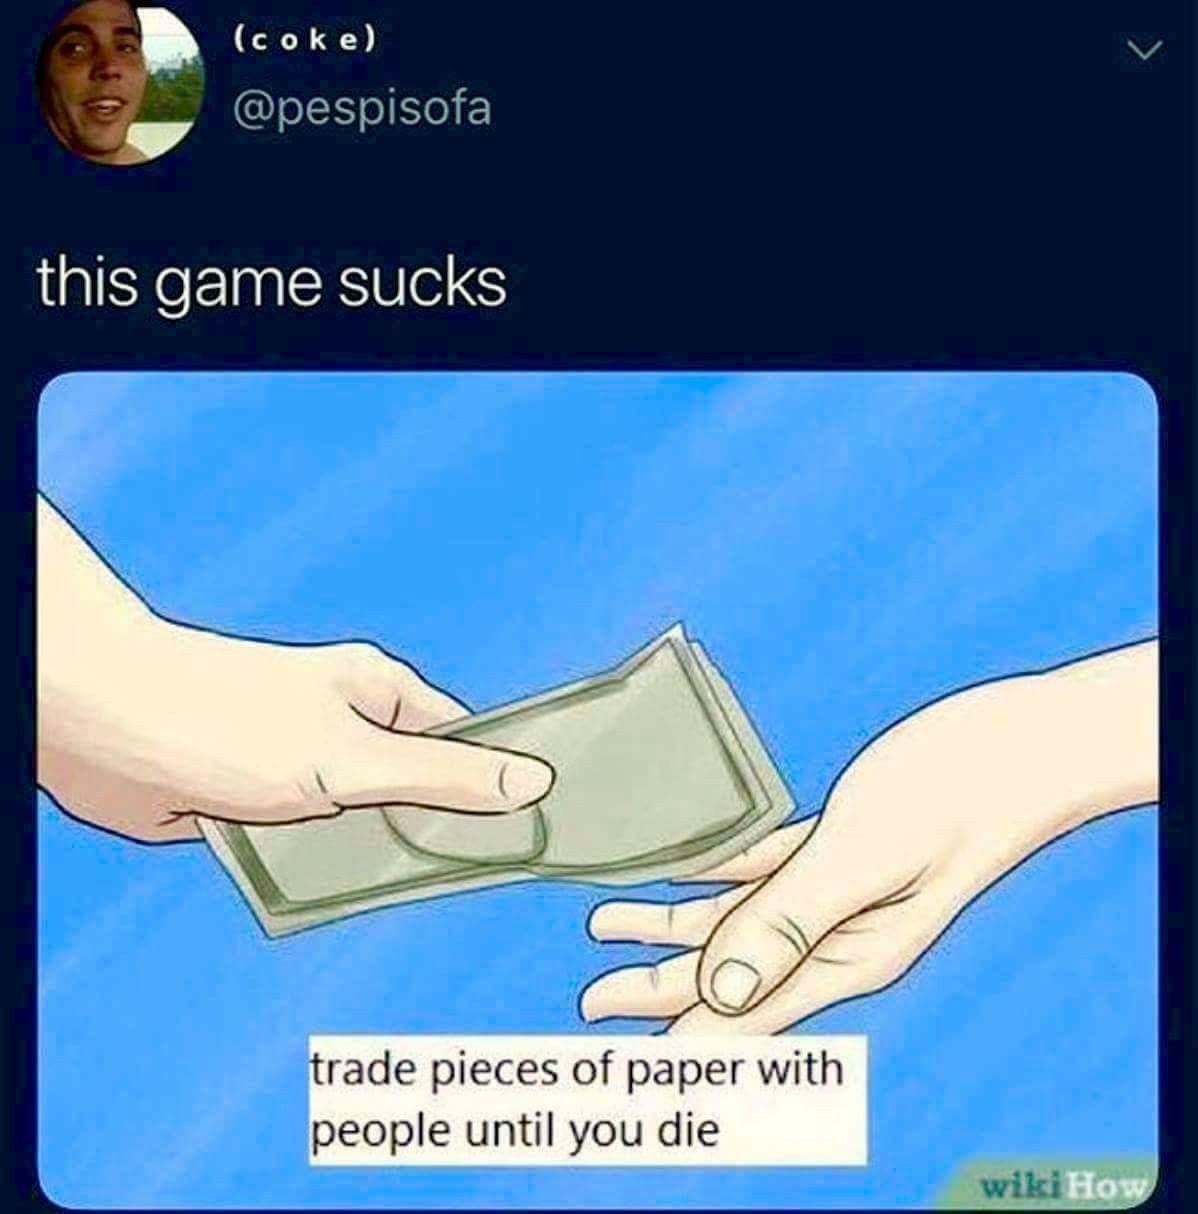 (coke)
@pespisofa
this game sucks
trade pieces of paper with
people until you die
wikiHow